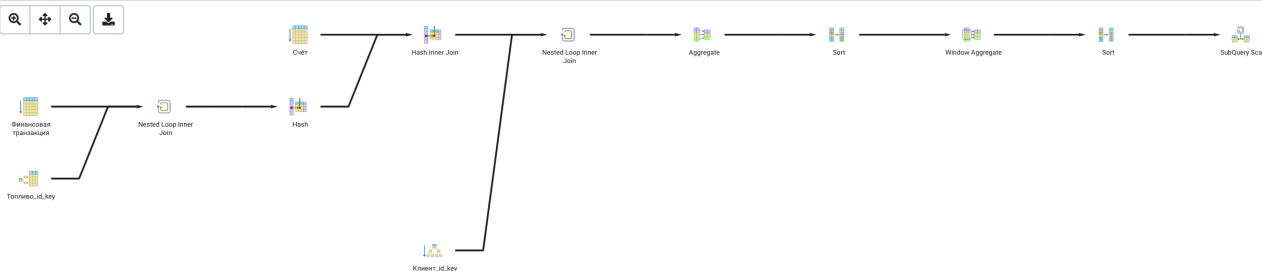 Счёт
Hash Inner Join
Nested Loop Inner
Join
Aggregate
Sort
Window Aggregate
Sort
SubQuery Sca
Финансовая
транзакция
Nested Loop Inner
Join
Hash
Топливо_id_key
Клиент_id_key